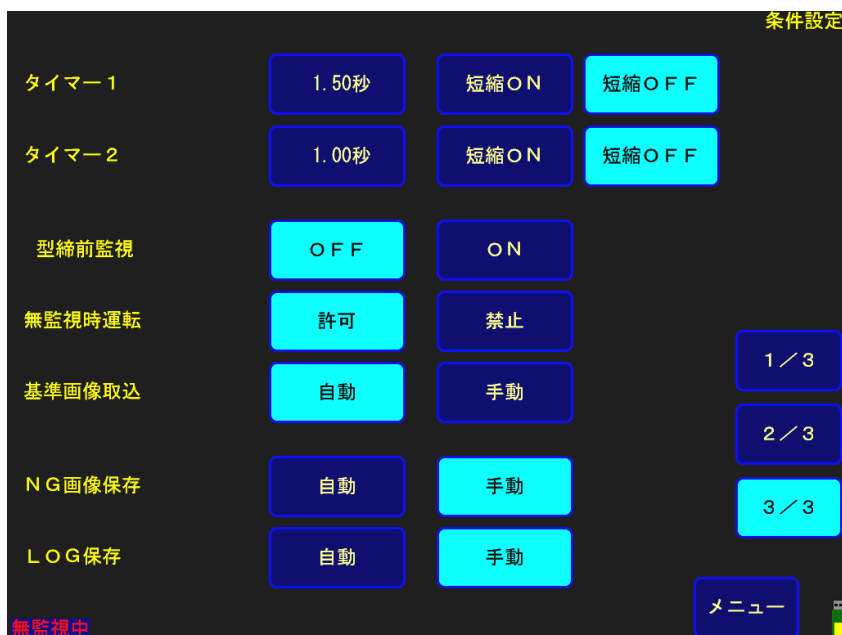 条件設定
タイマー１ 1.50秒 短縮ＯＮ 短縮ＯＦＦ
タイマー２ 1.00秒 短縮ＯＮ 短縮ＯＦＦ
型締前監視 ＯＦＦ ＯＮ
無監視時運転 許可 禁止
１／３
基準画像取込 自動 手動
２／３
ＮＧ画像保存 自動 手動
３／３
ＬＯＧ保存 自動 手動
メニュー
無監視中